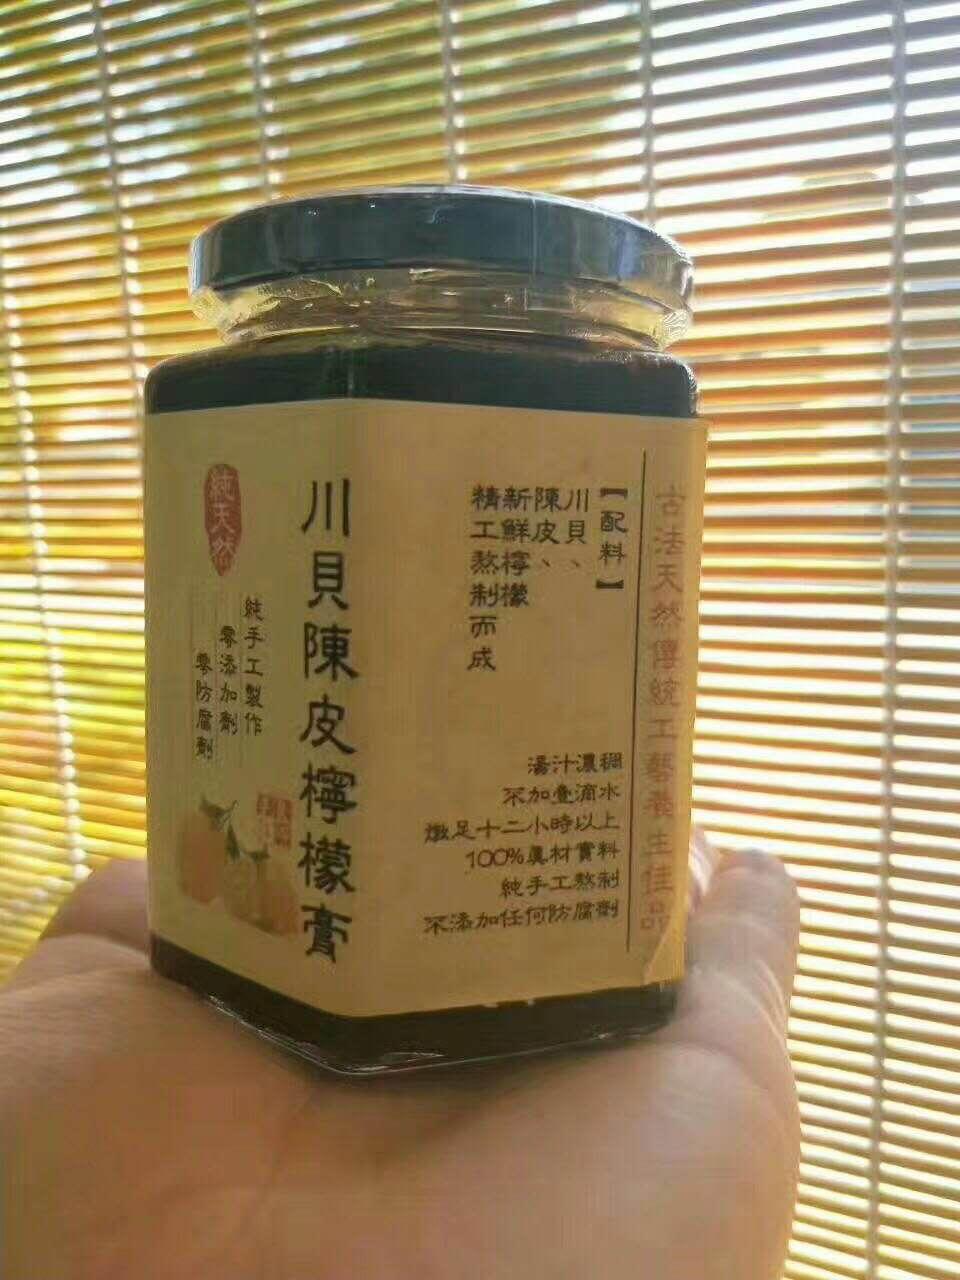 純天然
川貝陳皮檸檬膏
純手工製作
零添加劑
零防腐劑
【配料】
川貝、
陳皮、
新鮮檸檬
精工熬制而成
湯汁濃稠
不加壹滴水
燉足十二小時以上
100%真材實料
純手工熬制
不添加任何防腐劑
古法天然傳統工藝養生佳品